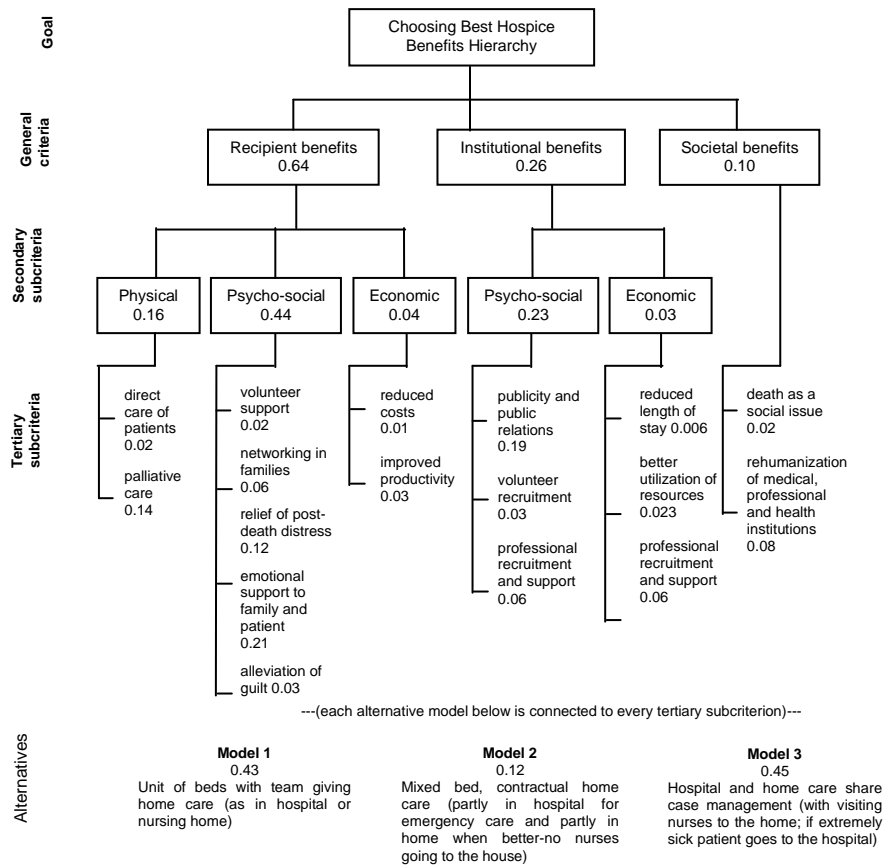 Goal
Choosing Best Hospice
Benefits Hierarchy
General
criteria
Recipient benefits
0.64
Institutional benefits
0.26
Societal benefits
0.10
Secondary
subcriteria
Physical
0.16
Psycho-social
0.44
Economic
0.04
Psycho-social
0.23
Economic
0.03
Tertiary
subcriteria
direct
care of
patients
0.02
palliative
care
0.14
volunteer
support
0.02
networking in
families
0.06
relief of post-
death distress
0.12
emotional
support to
family and
patient
0.21
alleviation of
guilt 0.03
reduced
costs
0.01
improved
productivity
0.03
publicity and
public
relations
0.19
volunteer
recruitment
0.03
professional
recruitment
and support
0.06
reduced
length of
stay 0.006
better
utilization of
resources
0.023
professional
recruitment
and support
0.06
death as a
social issue
0.02
rehumanization
of medical,
professional
and health
institutions
0.08
---(each alternative model below is connected to every tertiary subcriterion)---
Alternatives
Model 1
0.43
Unit of beds with team giving
home care (as in hospital or
nursing home)
Model 2
0.12
Mixed bed, contractual home
care (partly in hospital for
emergency care and partly in
home when better-no nurses
going to the house)
Model 3
0.45
Hospital and home care share
case management (with visiting
nurses to the home; if extremely
sick patient goes to the hospital)